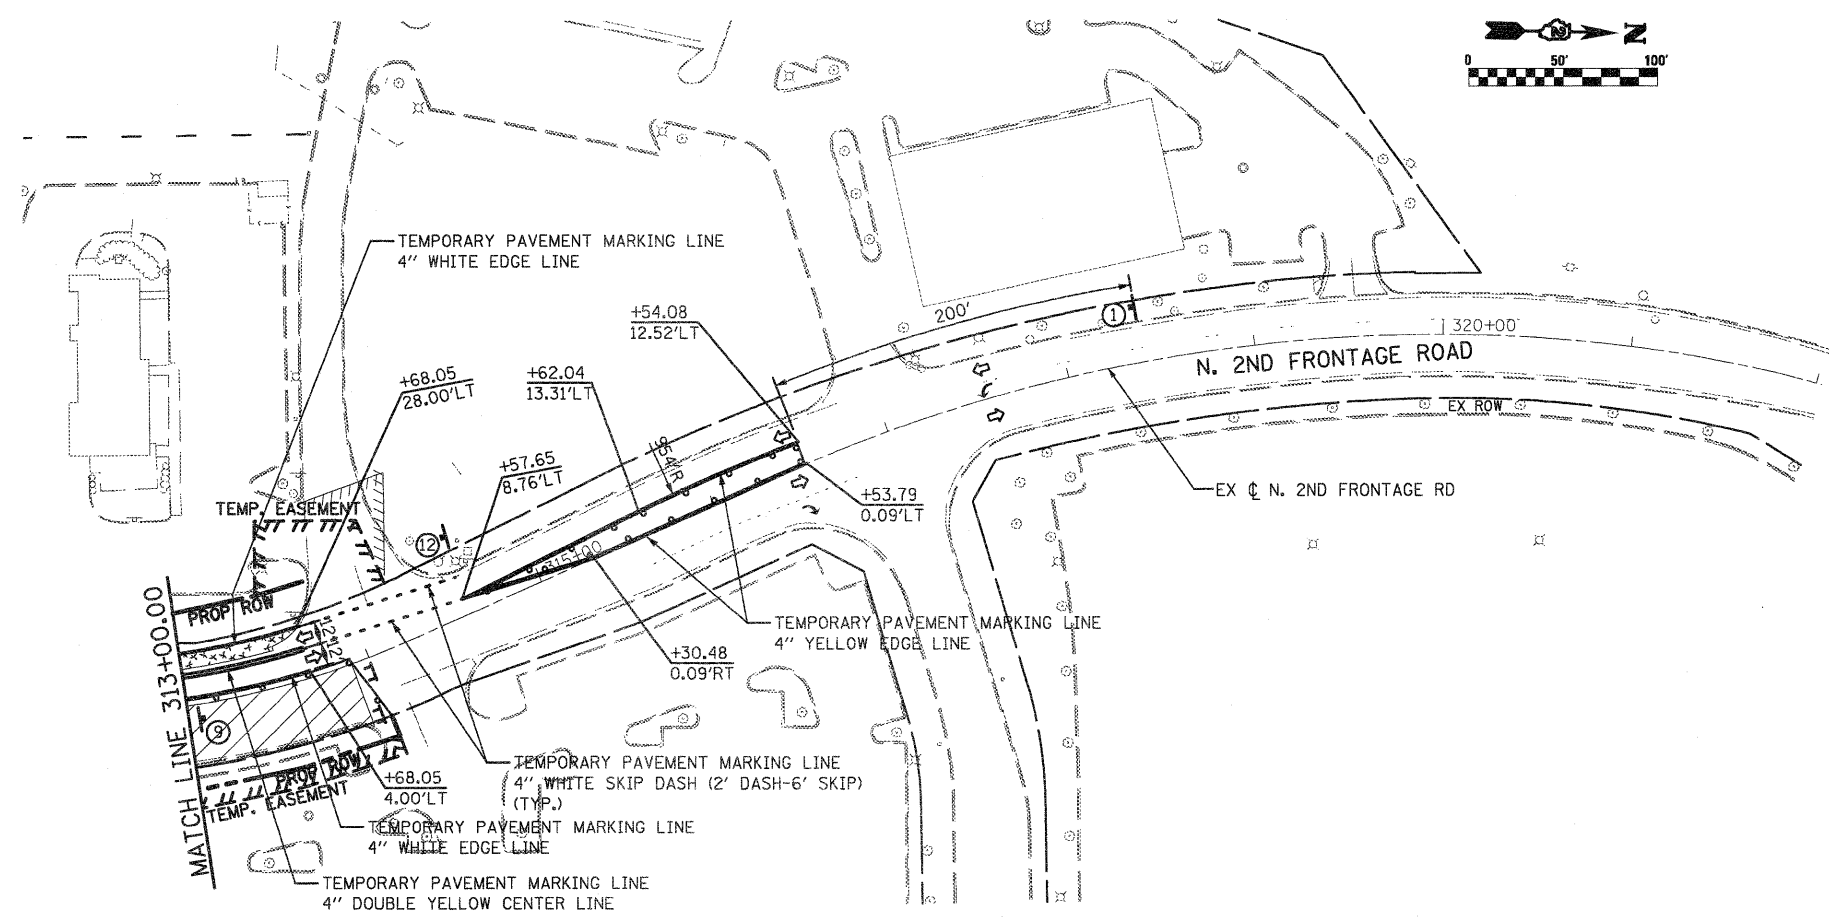 N
0 50' 100'
TEMPORARY PAVEMENT MARKING LINE
4" WHITE EDGE LINE
200'
1
+54.08
12.52'LT
320+00
N. 2ND FRONTAGE ROAD
+68.05
28.00'LT
+62.04
13.31'LT
EX ROW
954'R
+57.65
8.76'LT
+53.79
0.09'LT
EX ℄ N. 2ND FRONTAGE RD
TEMP. EASEMENT
12
315+00
PROP ROW
TEMPORARY PAVEMENT MARKING LINE
4" YELLOW EDGE LINE
12'
12'
+30.48
0.09'RT
MATCH LINE 313+00.00
9
PROP ROW
TEMP. EASEMENT
+68.05
4.00'LT
TEMPORARY PAVEMENT MARKING LINE
4" WHITE SKIP DASH (2' DASH-6' SKIP)
(TYP.)
TEMPORARY PAVEMENT MARKING LINE
4" WHITE EDGE LINE
TEMPORARY PAVEMENT MARKING LINE
4" DOUBLE YELLOW CENTER LINE